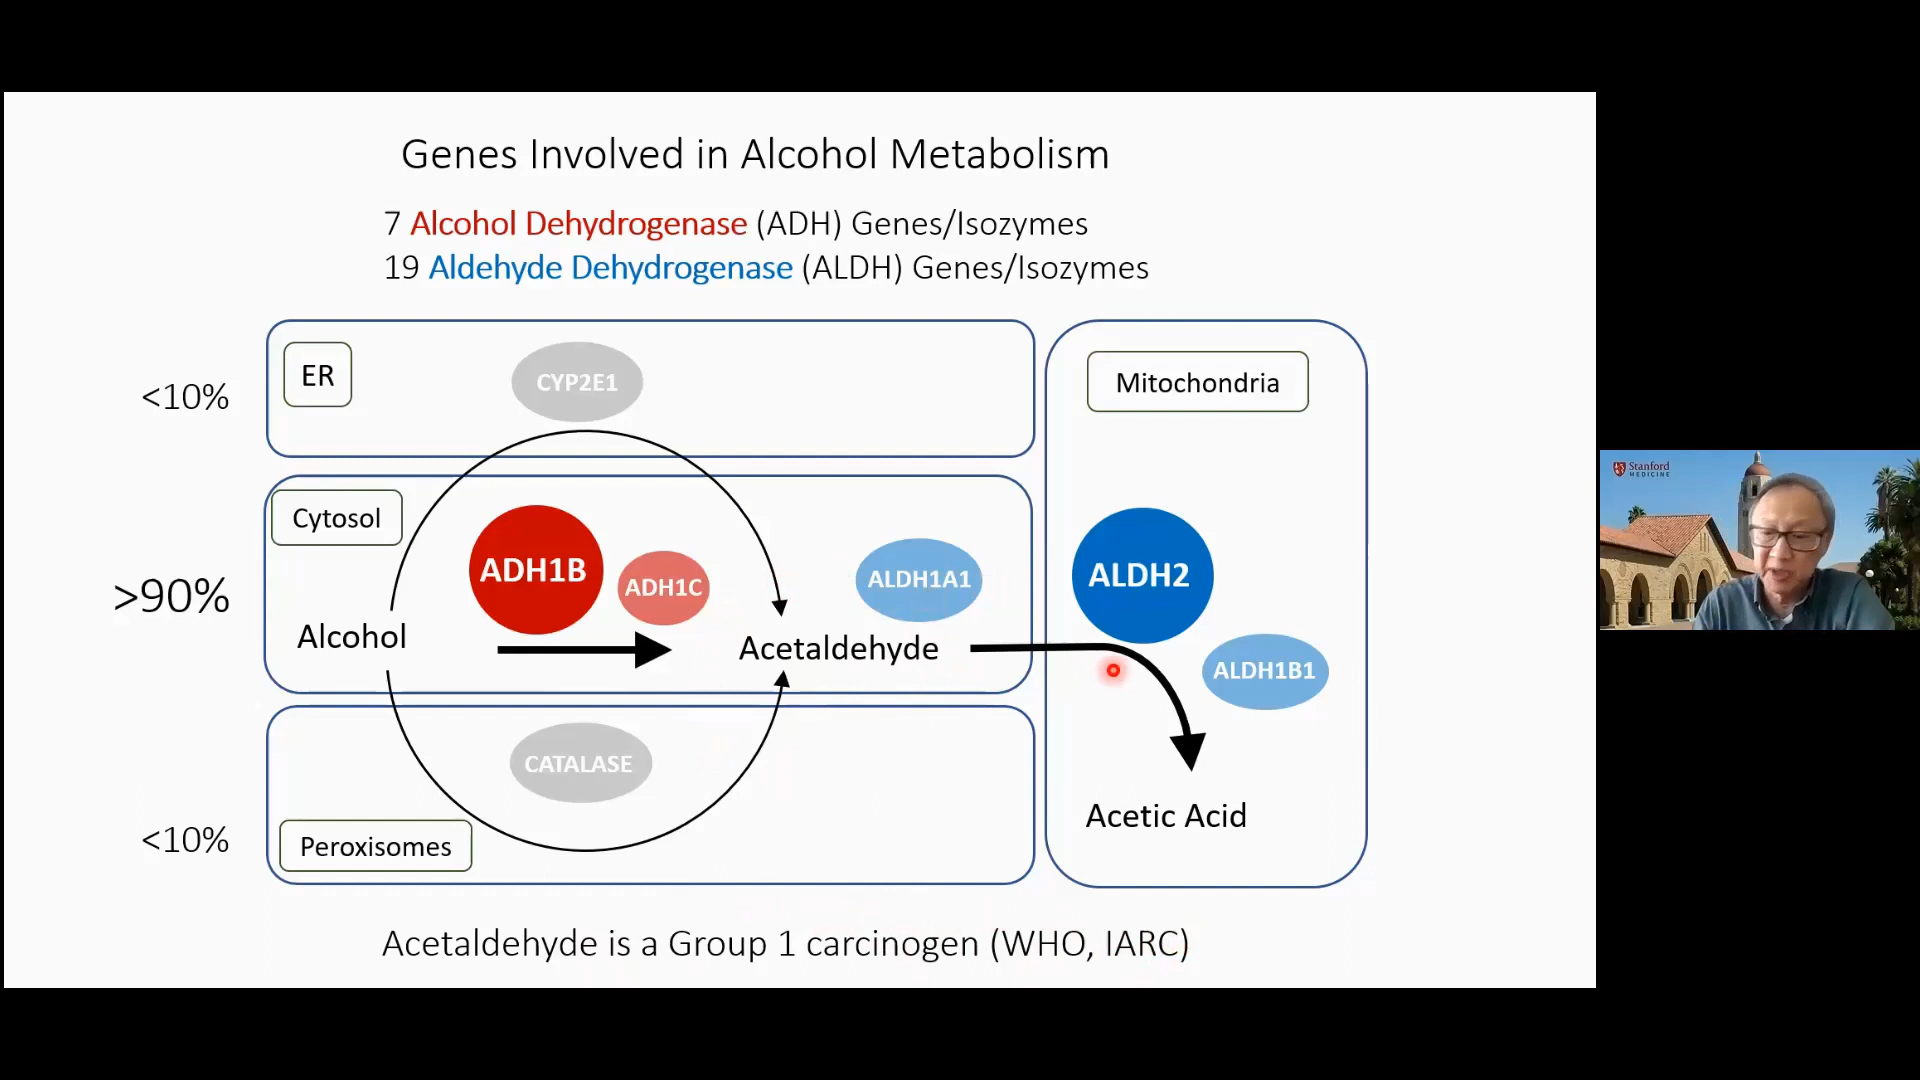 Genes Involved in Alcohol Metabolism
7 Alcohol Dehydrogenase (ADH) Genes/Isozymes
19 Aldehyde Dehydrogenase (ALDH) Genes/Isozymes
<10%
ER
CYP2E1
Mitochondria
>90%
Cytosol
Alcohol
ADH1B
ADH1C
Acetaldehyde
ALDH1A1
ALDH2
ALDH1B1
Acetic Acid
<10%
CATALASE
Peroxisomes
Acetaldehyde is a Group 1 carcinogen (WHO, IARC)
Stanford
MEDICINE